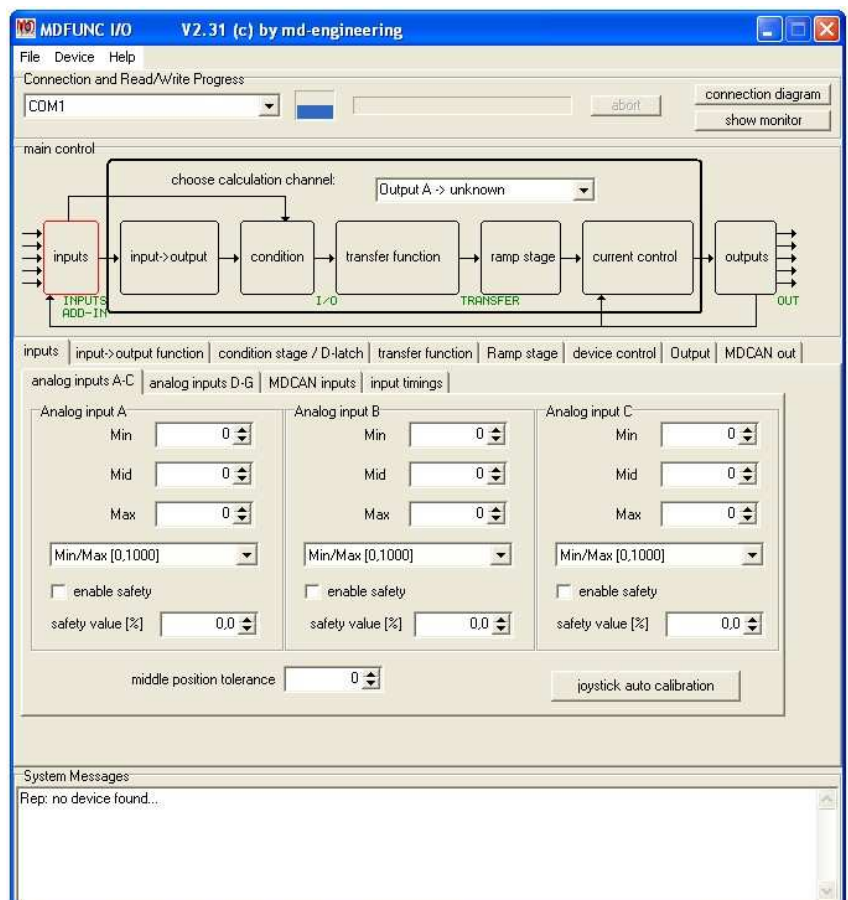 MDFUNC I/O V2.31 (c) by md-engineering
File Device Help
Connection and Read/Write Progress
COM1
abort
connection diagram
show monitor
main control
choose calculation channel:
Output A -> unknown
inputs
input->output
condition
transfer function
ramp stage
current control
outputs
INPUTS
ADD-IN
I/O
TRANSFER
OUT
inputs input->output function condition stage / D-latch transfer function Ramp stage device control Output MDCAN out
analog inputs A-C analog inputs D-G MDCAN inputs input timings
Analog input A
Min 0
Mid 0
Max 0
Min/Max [0,1000]
enable safety
safety value [%] 0,0
Analog input B
Min 0
Mid 0
Max 0
Min/Max [0,1000]
enable safety
safety value [%] 0,0
Analog input C
Min 0
Mid 0
Max 0
Min/Max [0,1000]
enable safety
safety value [%] 0,0
middle position tolerance 0
joystick auto calibration
System Messages
Rep: no device found...